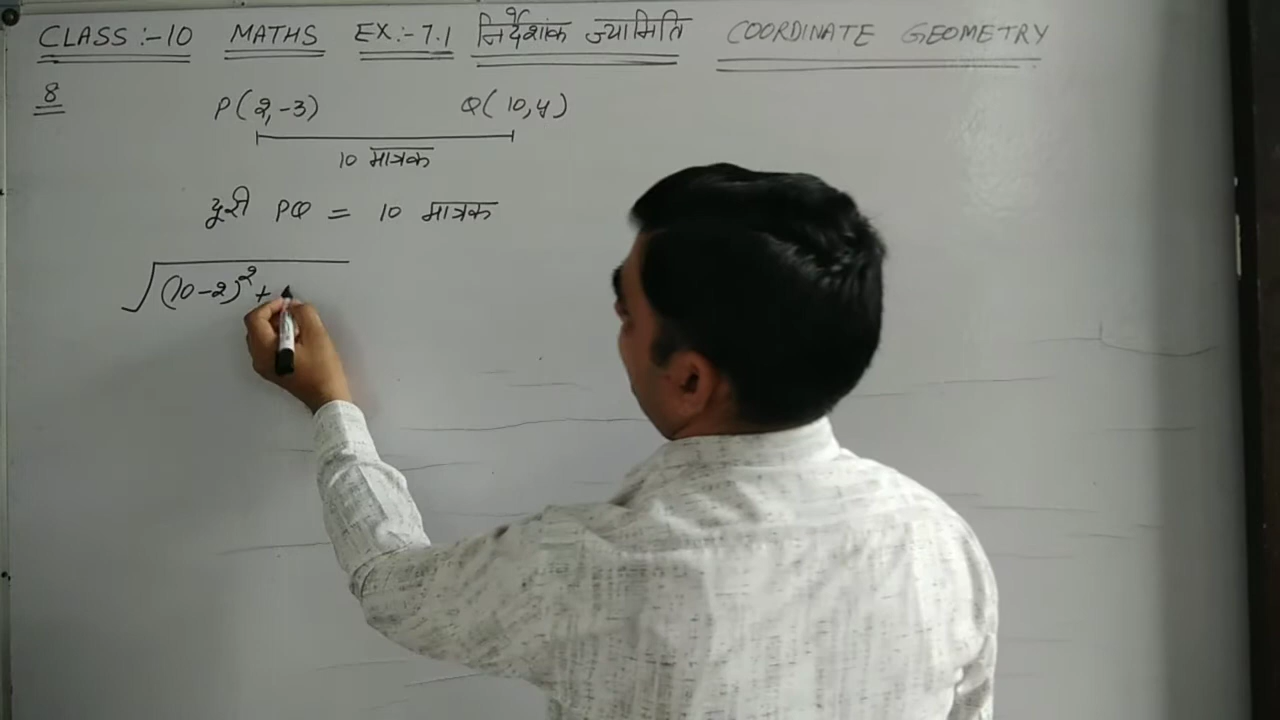 CLASS :- 10 MATHS EX :- 7.1 निर्देशांक ज्यामिति COORDINATE GEOMETRY
8
P(2,-3) Q(10,y)
10 मात्रक
दूरी PQ = 10 मात्रक
√(10-2)² +